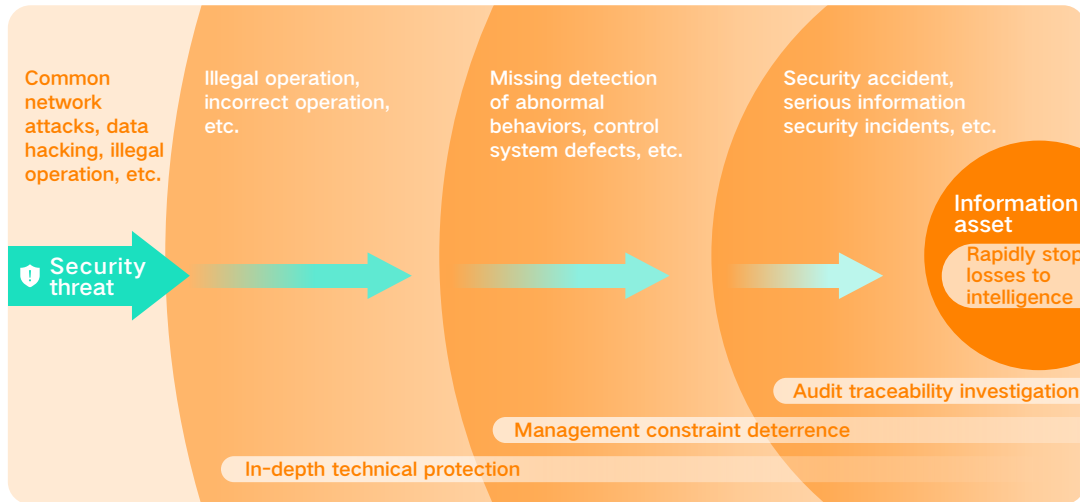 Common
network
attacks, data
hacking, illegal
operation, etc.
Illegal operation,
incorrect operation,
etc.
Missing detection
of abnormal
behaviors, control
system defects, etc.
Security accident,
serious information
security incidents, etc.
Security
threat
Information
asset
Rapidly stop
losses to
intelligence
Audit traceability investigation
Management constraint deterrence
In-depth technical protection